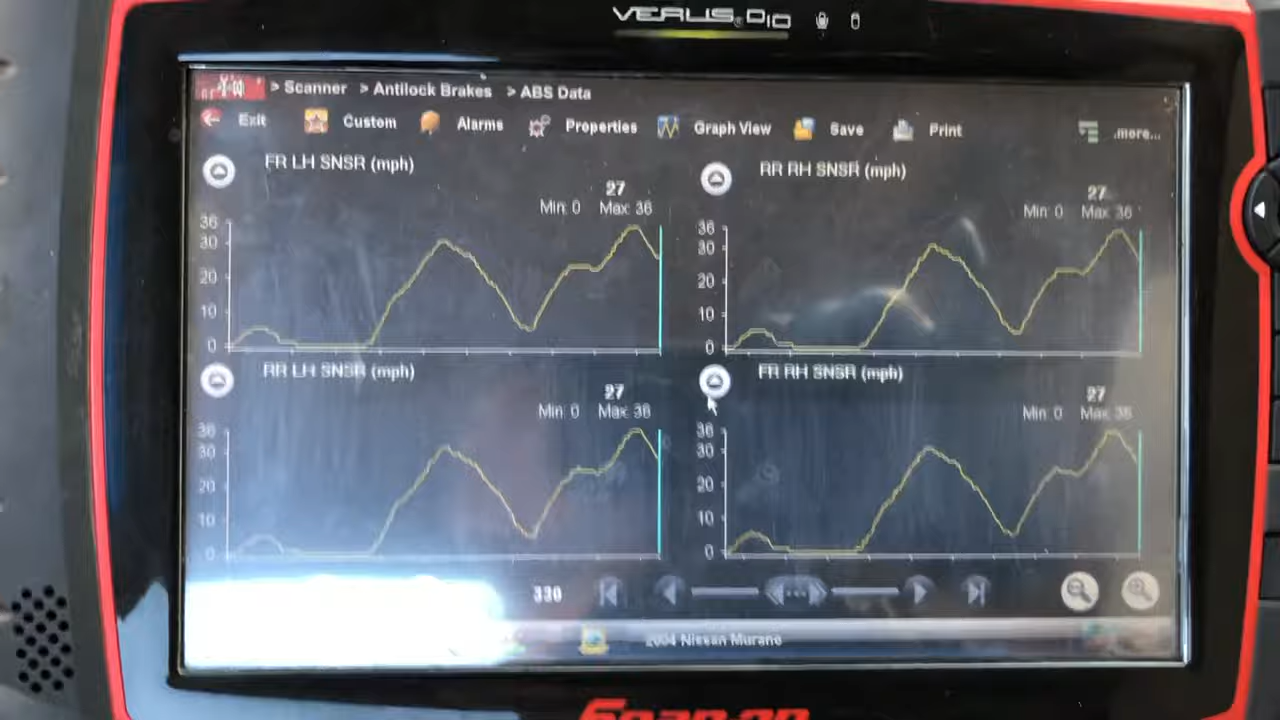 VERUS® D10
> Scanner > Antilock Brakes > ABS Data
Exit Custom Alarms Properties Graph View Save Print .more...
FR LH SNSR (mph)
27
Min: 0 Max: 36
36
30
20
10
0
RR RH SNSR (mph)
27
Min: 0 Max: 36
36
30
20
10
0
RR LH SNSR (mph)
27
Min: 0 Max: 36
36
30
20
10
0
FR RH SNSR (mph)
27
Min: 0 Max: 36
36
30
20
10
0
330
2004 Nissan Murano
Snap-on